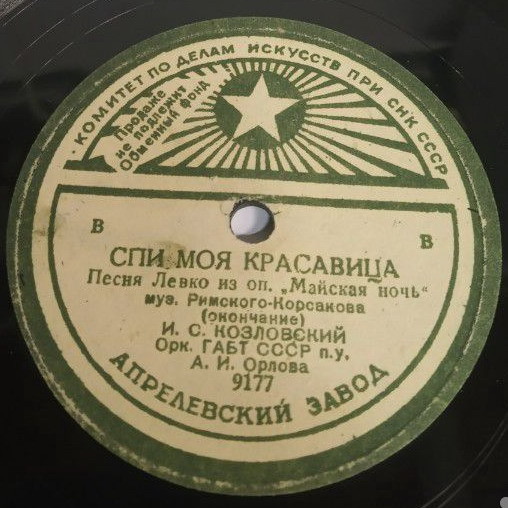 КОМИТЕТ ПО ДЕЛАМ ИСКУССТВ ПРИ СНК СССР
Продаже
не подлежит
Обменный фонд
В В
СПИ МОЯ КРАСАВИЦА
Песня Левко из оп. „Майская ночь“
муз. Римского-Корсакова
(окончание)
И. С. КОЗЛОВСКИЙ
Орк. ГАБТ СССР п.у.
А. И. Орлова
9177
АПРЕЛЕВСКИЙ ЗАВОД